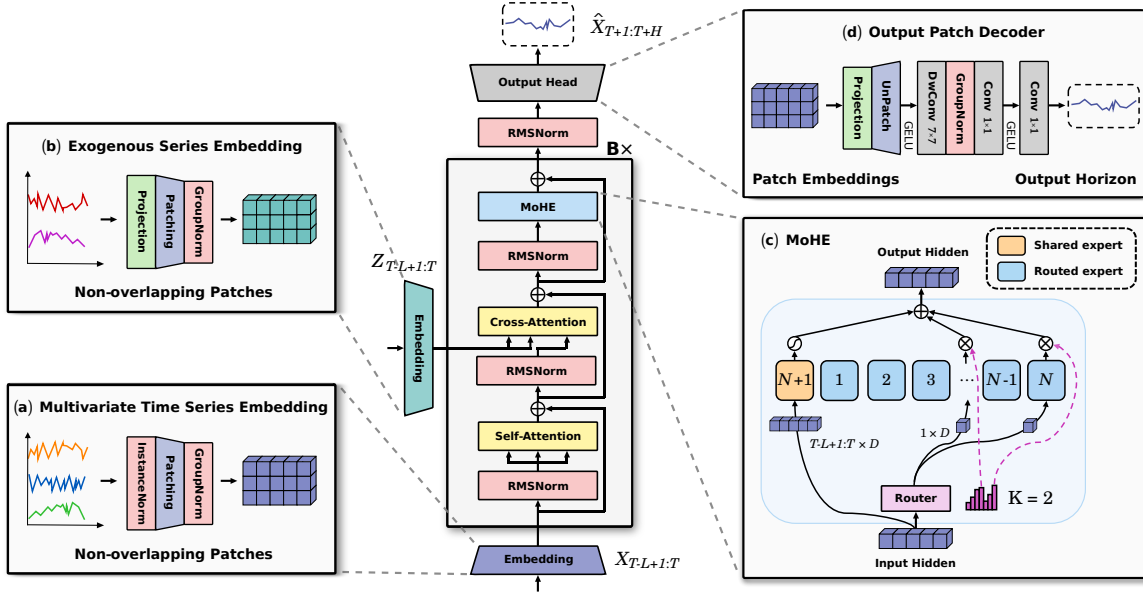 (b) Exogenous Series Embedding
Projection
Patching
GroupNorm
Non-overlapping Patches
(a) Multivariate Time Series Embedding
InstanceNorm
Patching
GroupNorm
Non-overlapping Patches
X̂_{T+1:T+H}
Output Head
RMSNorm
B×
MoHE
RMSNorm
Z_{T-L+1:T}
Embedding
Cross-Attention
RMSNorm
Self-Attention
RMSNorm
Embedding
X_{T-L+1:T}
(d) Output Patch Decoder
Projection
UnPatch
GELU
DwConv 7×7
GroupNorm
Conv 1×1
GELU
Conv 1×1
Patch Embeddings
Output Horizon
(c) MoHE
Output Hidden
Shared expert
Routed expert
N+1
1
2
3
...
N-1
N
T-L+1:T × D
1 × D
Router
K = 2
Input Hidden